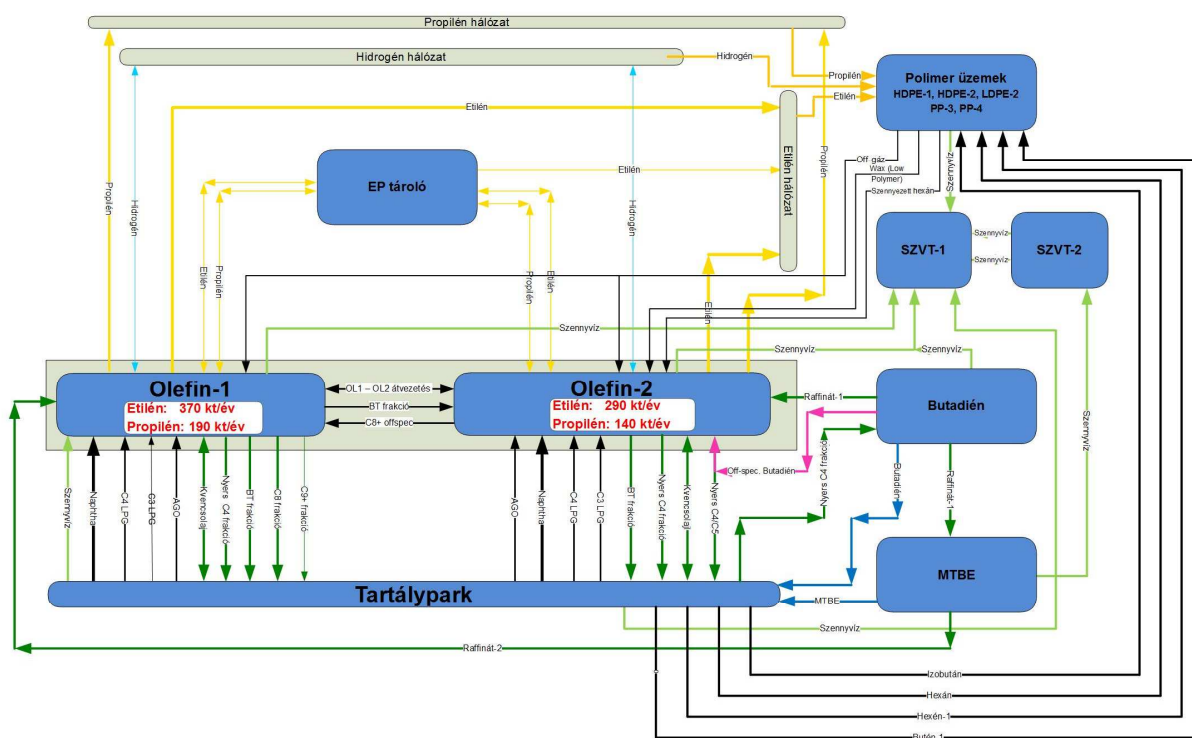 Propilén hálózat
Hidrogén hálózat
Hidrogén
Propilén
Etilén
Polimer üzemek
HDPE-1, HDPE-2, LDPE-2
PP-3, PP-4
Etilén
Etilén hálózat
Propilén
Off-gáz
Wax (Low
Polymer)
Szennyezett hexán
Szennyvíz
EP tároló
Etilén
Propilén
Hidrogén
Hidrogén
SZVT-1
Szennyvíz
Szennyvíz
SZVT-2
Etilén
Propilén
Propilén
Etilén
Etilén
Szennyvíz
Szennyvíz
Szennyvíz
Szennyvíz
Olefin-1
Etilén: 370 kt/év
Propilén: 190 kt/év
OL1 – OL2 átvezetés
BT frakció
C8+ offspec
Olefin-2
Etilén: 290 kt/év
Propilén: 140 kt/év
Raffinát-1
Butadién
Off-spec. Butadién
Nyers C4 frakció
Butadién
Raffinát-1
Szennyvíz
Naphtha
C4 LPG
C3 LPG
AGO
Kvencsolaj
Nyers C4 frakció
BT frakció
C8 frakció
C9+ frakció
AGO
Naphtha
C4 LPG
C3 LPG
BT frakció
Nyers C4 frakció
Kvencsolaj
Nyers C4/C5
MTBE
Tartálypark
MTBE
Szennyvíz
Raffinát-2
Izobután
Hexán
Hexén-1
Butén-1